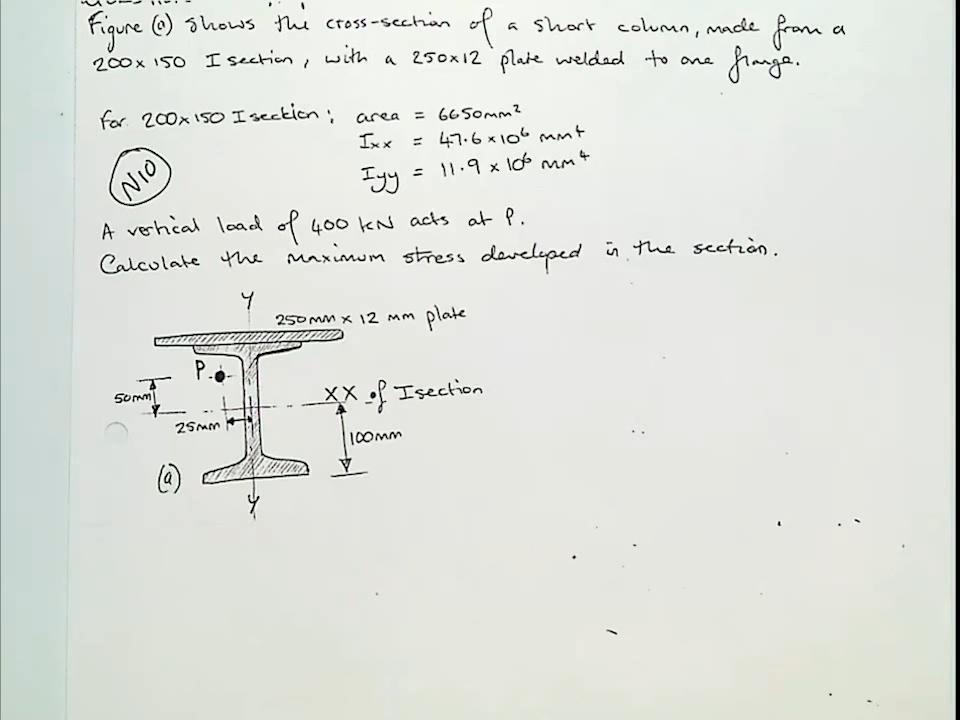 Figure (a) shows the cross-section of a short column, made from a
200x150 I section, with a 250x12 plate welded to one flange.
for 200x150 I section; area = 6650mm²
Ixx = 47.6x10⁶ mm⁴
Iyy = 11.9 x 10⁶ mm⁴
N10
A vertical load of 400 kN acts at P.
Calculate the maximum stress developed in the section.
Y
250mm x 12 mm plate
P
50mm
XX of I section
25mm
100mm
(a)
Y